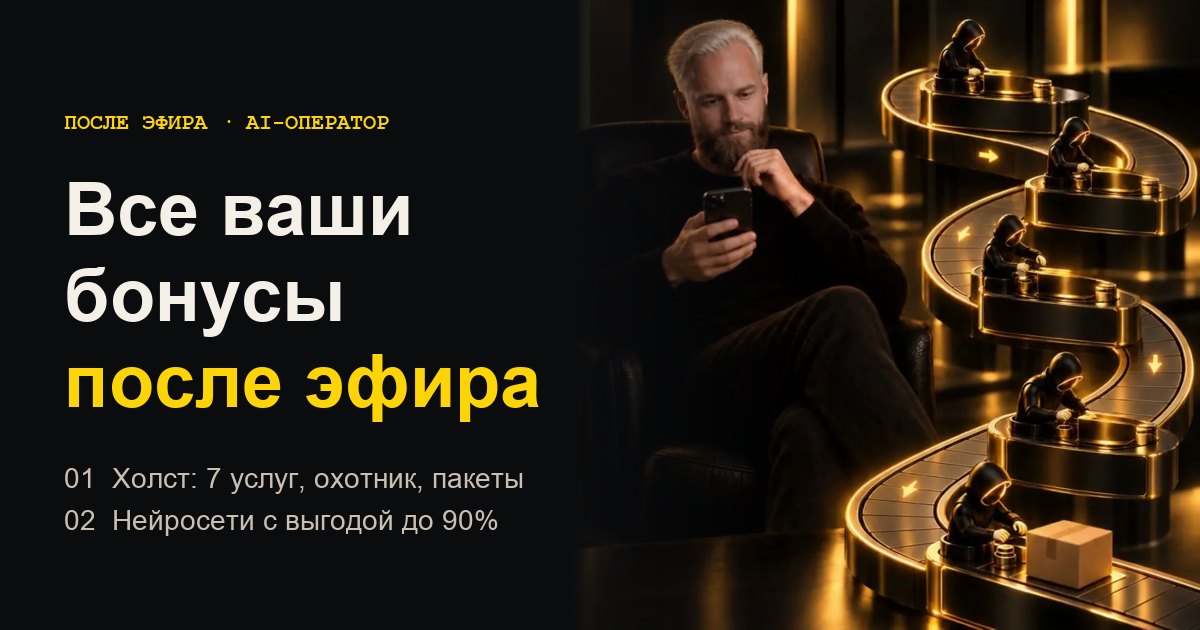 ПОСЛЕ ЭФИРА · AI-ОПЕРАТОР
Все ваши
бонусы
после эфира
01 Холст: 7 услуг, охотник, пакеты
02 Нейросети с выгодой до 90%